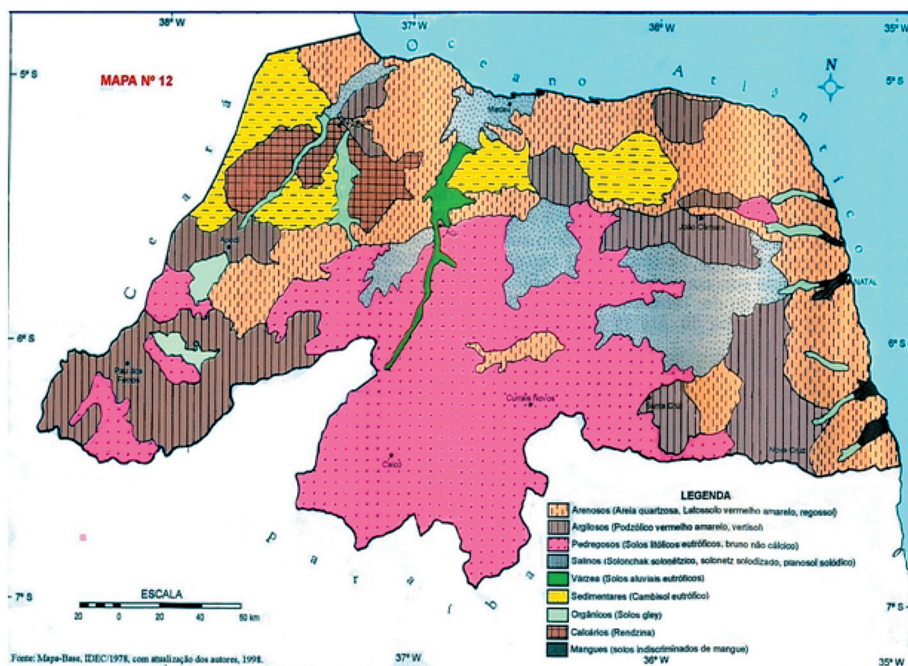 38º W
37º W
36º W
35º W
5º S
5º S
MAPA Nº 12
Oceano Atlântico
N
Macau
Ceará
João Câmara
Apodi
NATAL
6º S
6º S
Pau dos Ferros
Santa Cruz
Currais Novos
Nova Cruz
Caicó
Paraíba
LEGENDA
Arenosos (Areia quartzosa, Latossolo vermelho amarelo, regossol)
Argilosos (Podzólico vermelho amarelo, vertisol)
Pedregosos (Solos litólicos eutróficos, bruno não cálcico)
Salinos (Solonchak solonétzico, solonetz solodizado, planosol solódico)
Várzea (Solos aluviais eutróficos)
Sedimentares (Cambisol eutrófico)
Orgânicos (Solos gley)
Calcários (Rendzina)
Mangues (solos indiscriminados de mangue)
7º S
7º S
ESCALA
20 0 20 40 60 km
Fonte: Mapa-Base, IDEC/1978, com atualização dos autores, 1998.
37º W
36º W
35º W